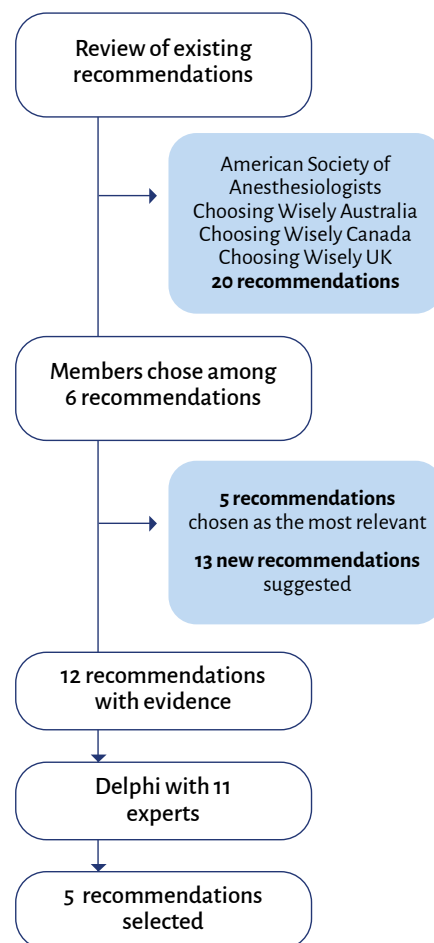 Review of existing
recommendations
American Society of
Anesthesiologists
Choosing Wisely Australia
Choosing Wisely Canada
Choosing Wisely UK
20 recommendations
Members chose among
6 recommendations
5 recommendations
chosen as the most relevant
13 new recommendations
suggested
12 recommendations
with evidence
Delphi with 11
experts
5 recommendations
selected